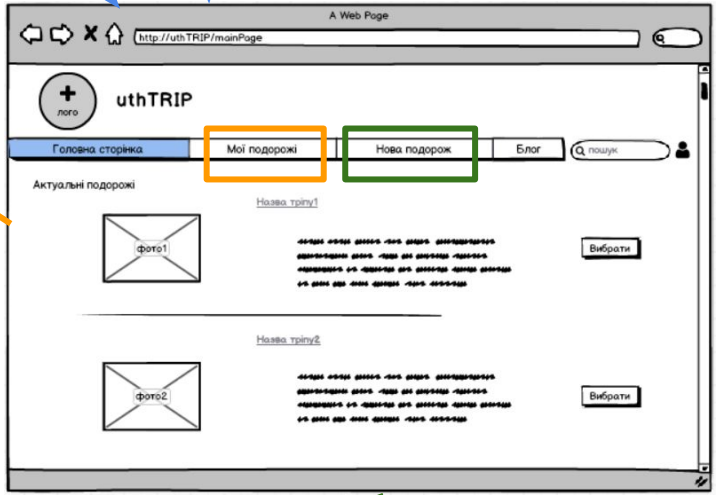 A Web Page
http://uthTRIP/mainPage
лого
uthTRIP
Головна сторінка
Мої подорожі
Нова подорож
Блог
пошук
Актуальні подорожі
Назва тріпу1
фото1
Вибрати
Назва тріпу2
фото2
Вибрати